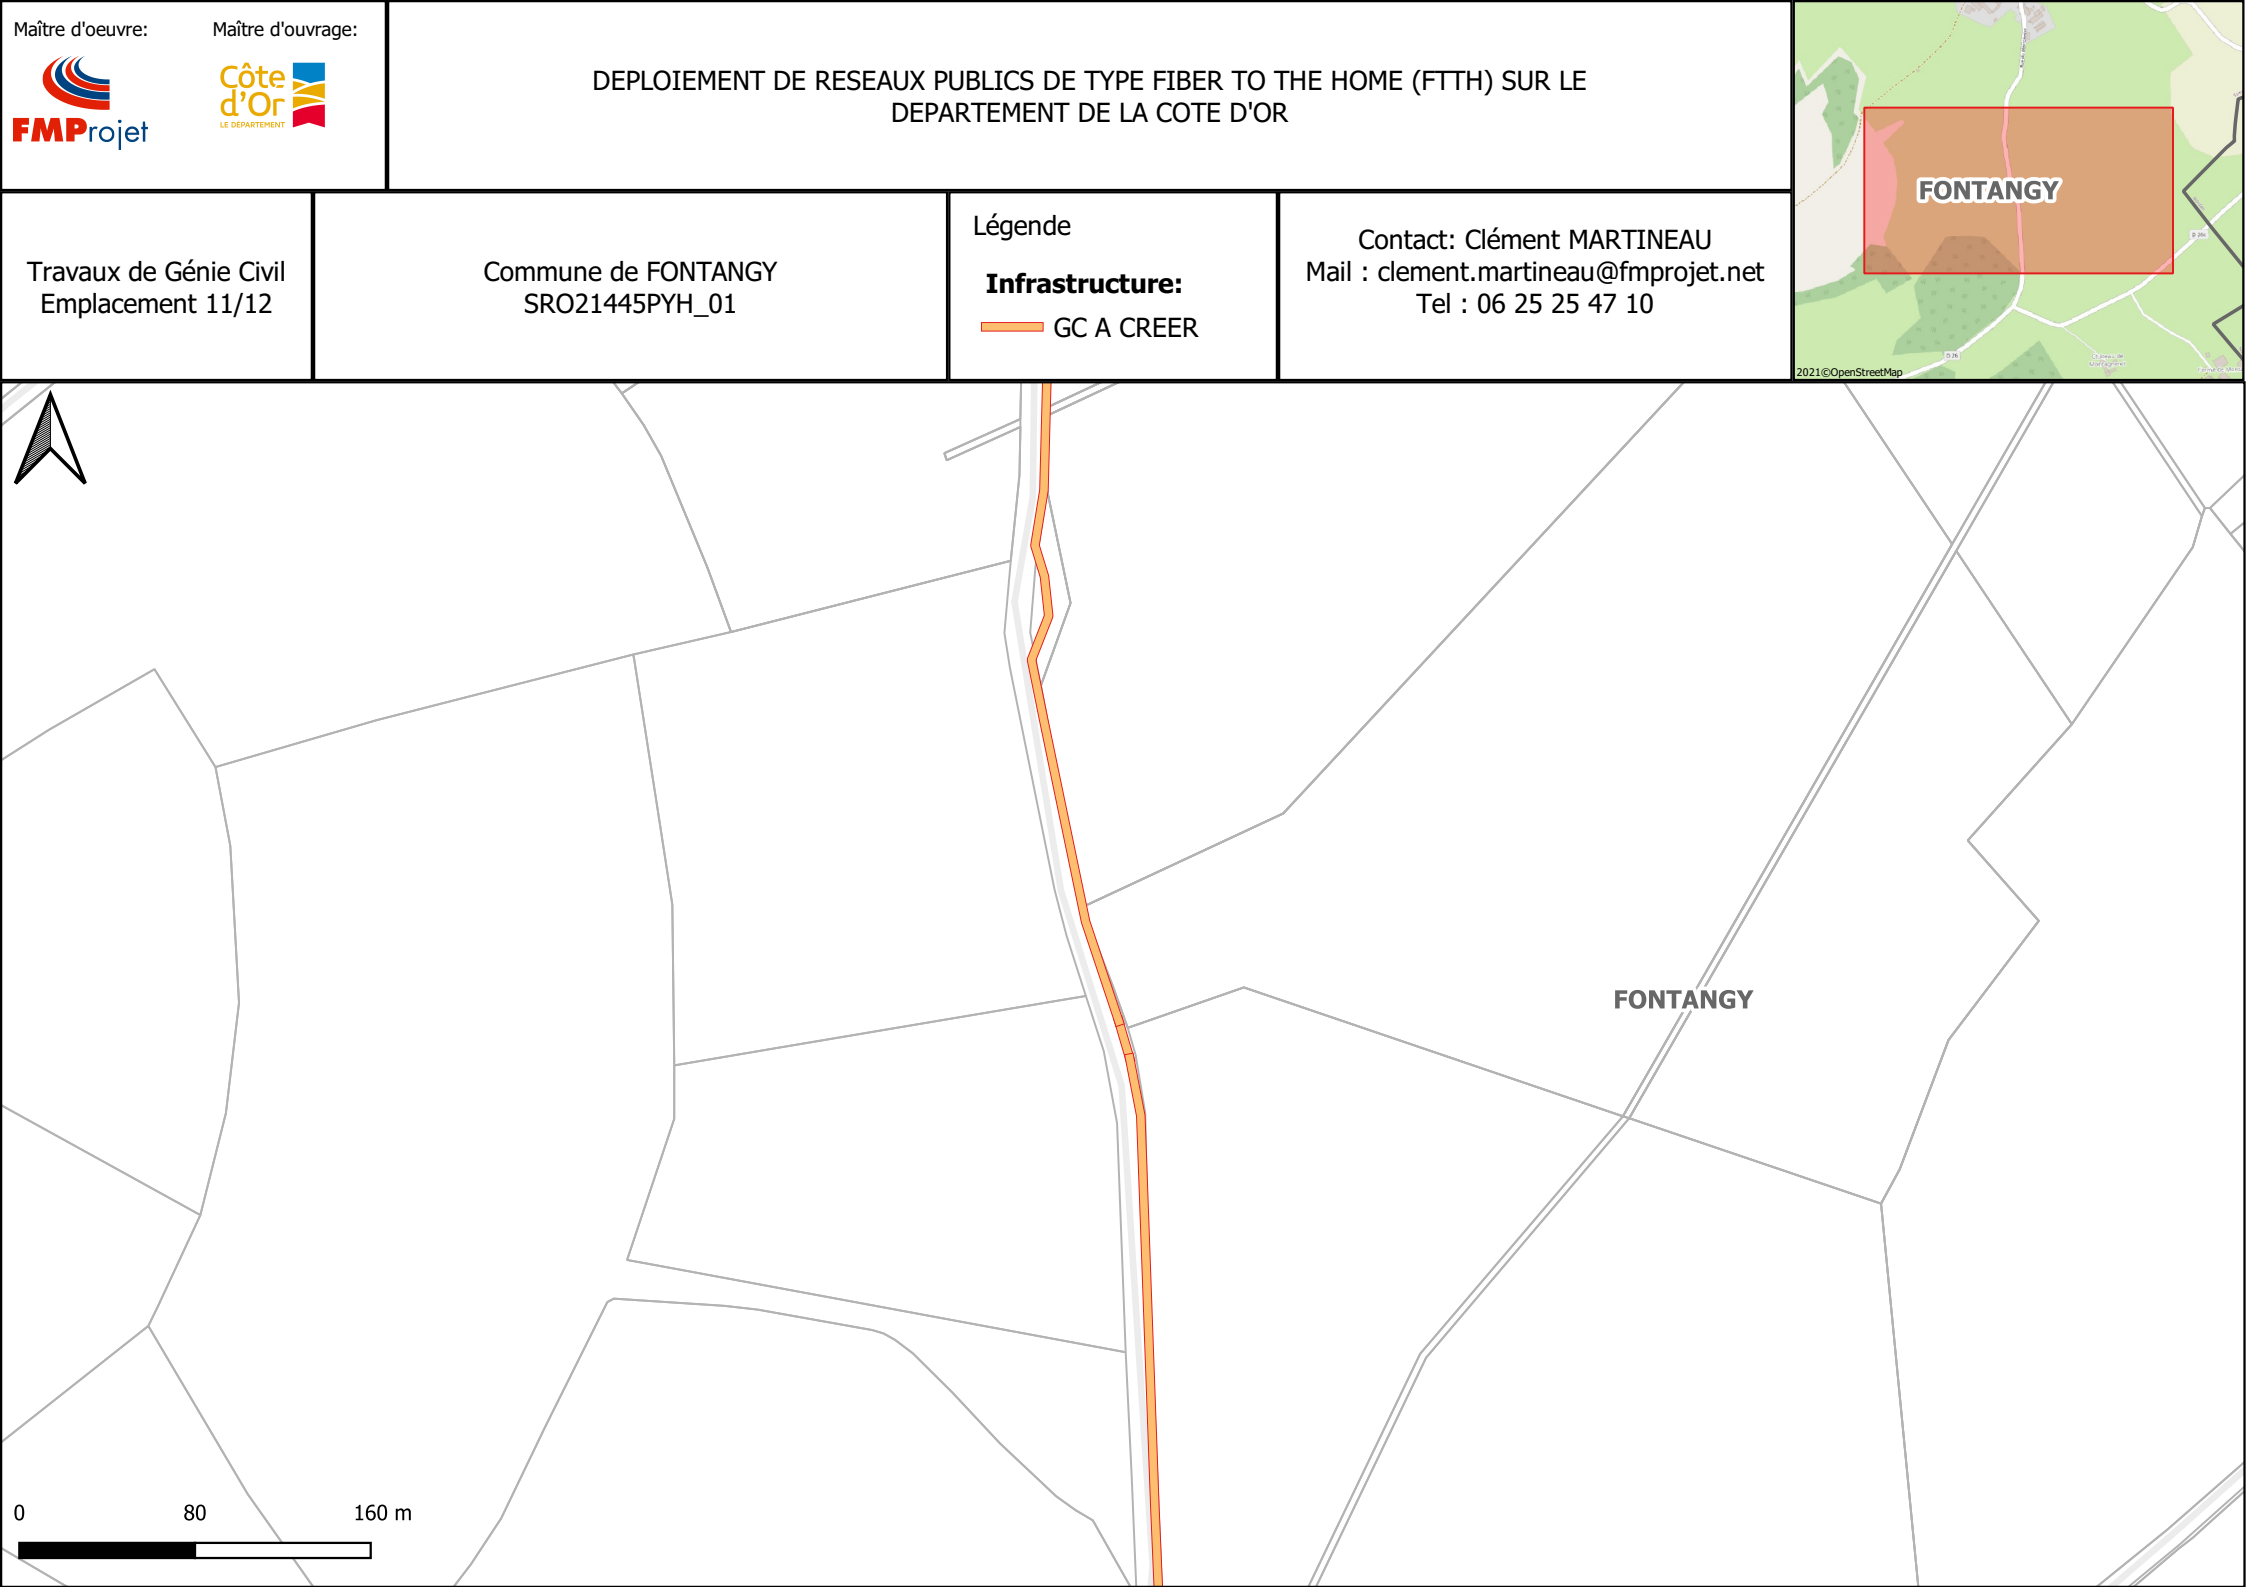 Maître d'oeuvre:
Maître d'ouvrage:
FMProjet
Côte
d'Or
LE DÉPARTEMENT
DEPLOIEMENT DE RESEAUX PUBLICS DE TYPE FIBER TO THE HOME (FTTH) SUR LE
DEPARTEMENT DE LA COTE D'OR
Travaux de Génie Civil
Emplacement 11/12
Commune de FONTANGY
SRO21445PYH_01
Légende
Infrastructure:
GC A CREER
Contact: Clément MARTINEAU
Mail : clement.martineau@fmprojet.net
Tel : 06 25 25 47 10
FONTANGY
D 26
2021©OpenStreetMap
FONTANGY
0 80 160 m